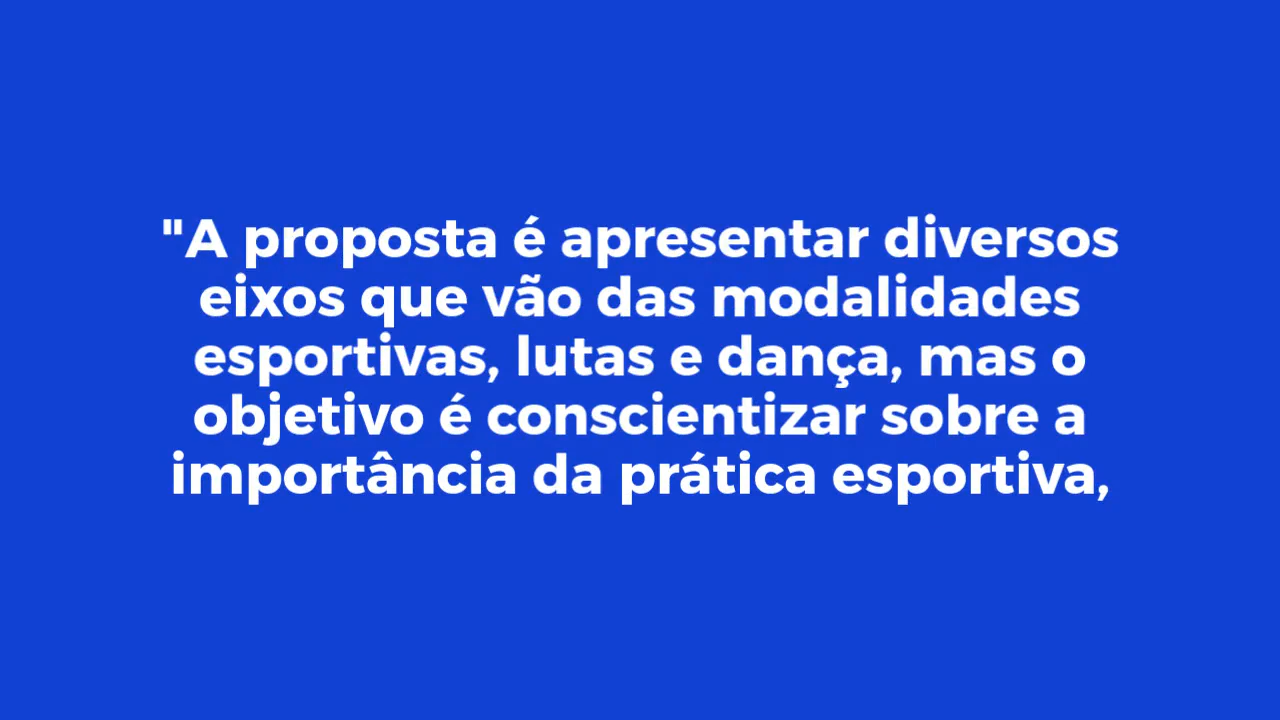 "A proposta é apresentar diversos
eixos que vão das modalidades
esportivas, lutas e dança, mas o
objetivo é conscientizar sobre a
importância da prática esportiva,